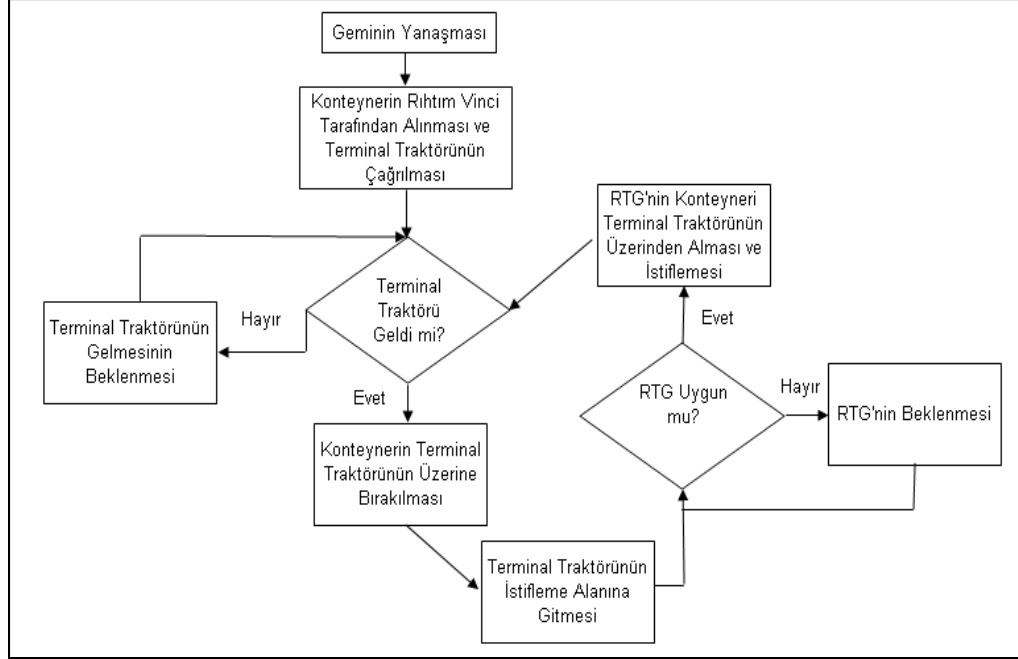 Geminin Yanaşması
Konteynerin Rıhtım Vinci
Tarafından Alınması ve
Terminal Traktörünün
Çağrılması
Terminal
Traktörü
Geldi mi?
Hayır
Terminal Traktörünün
Gelmesinin
Beklenmesi
Evet
Konteynerin Terminal
Traktörünün Üzerine
Bırakılması
Terminal Traktörünün
İstifleme Alanına
Gitmesi
RTG Uygun
mu?
Hayır
RTG'nin Beklenmesi
Evet
RTG'nin Konteyneri
Terminal Traktörünün
Üzerinden Alması ve
İstiflemesi